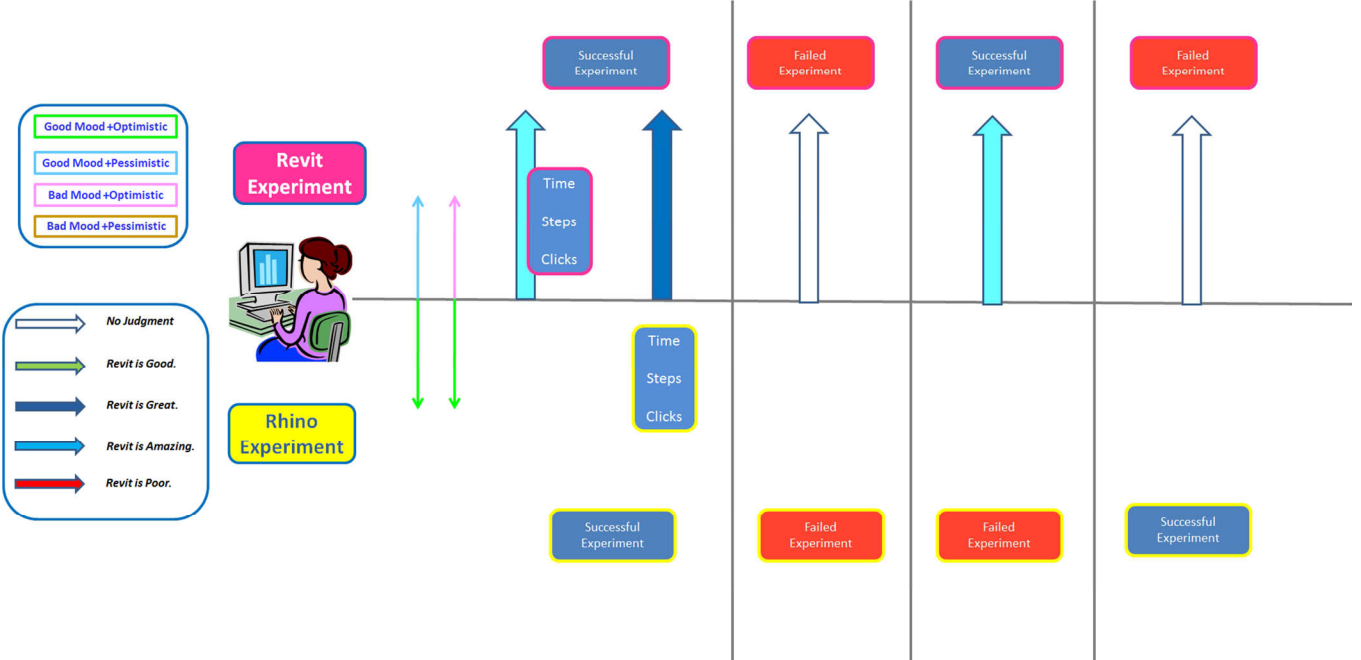 Successful
Experiment
Failed
Experiment
Successful
Experiment
Failed
Experiment
Good Mood +Optimistic
Good Mood +Pessimistic
Bad Mood +Optimistic
Bad Mood +Pessimistic
Revit
Experiment
Time
Steps
Clicks
No Judgment
Revit is Good.
Revit is Great.
Revit is Amazing.
Revit is Poor.
Rhino
Experiment
Time
Steps
Clicks
Successful
Experiment
Failed
Experiment
Failed
Experiment
Successful
Experiment